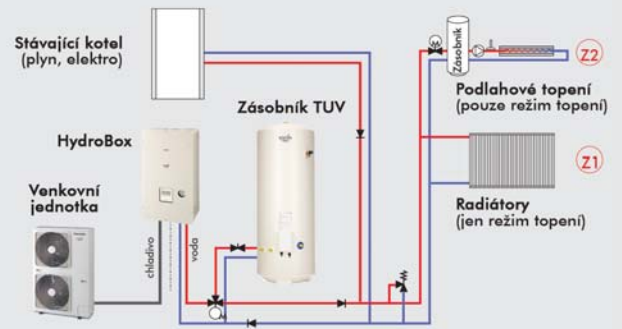 Stávající kotel
(plyn, elektro)
Zásobník TUV
HydroBox
Venkovní
jednotka
chladivo
voda
Zásobník
Z2
Podlahové topení
(pouze režim topení)
Z1
Radiátory
(jen režim topení)
M